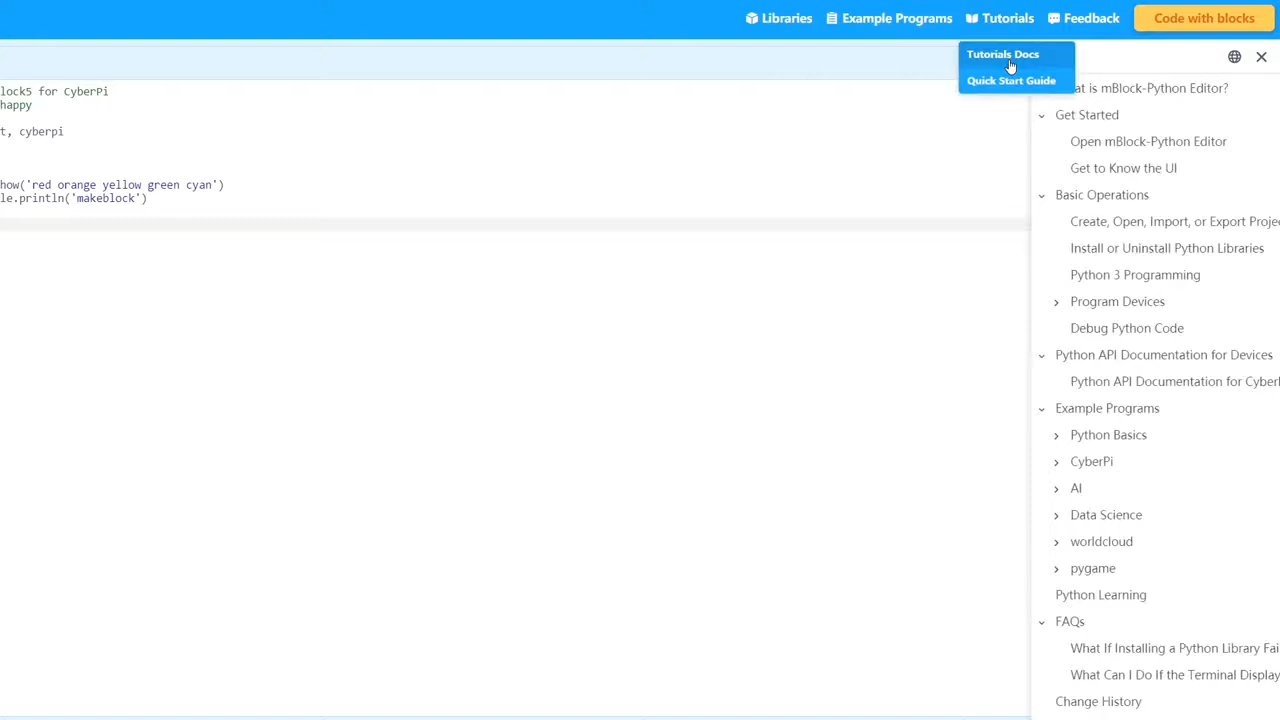 Libraries
Example Programs
Tutorials
Feedback
Code with blocks
Tutorials Docs
Quick Start Guide
lock5 for CyberPi
happy
t, cyberpi
how('red orange yellow green cyan')
le.println('makeblock')
at is mBlock-Python Editor?
Get Started
Open mBlock-Python Editor
Get to Know the UI
Basic Operations
Create, Open, Import, or Export Proje
Install or Uninstall Python Libraries
Python 3 Programming
Program Devices
Debug Python Code
Python API Documentation for Devices
Python API Documentation for Cyber
Example Programs
Python Basics
CyberPi
AI
Data Science
worldcloud
pygame
Python Learning
FAQs
What If Installing a Python Library Fai
What Can I Do If the Terminal Display
Change History